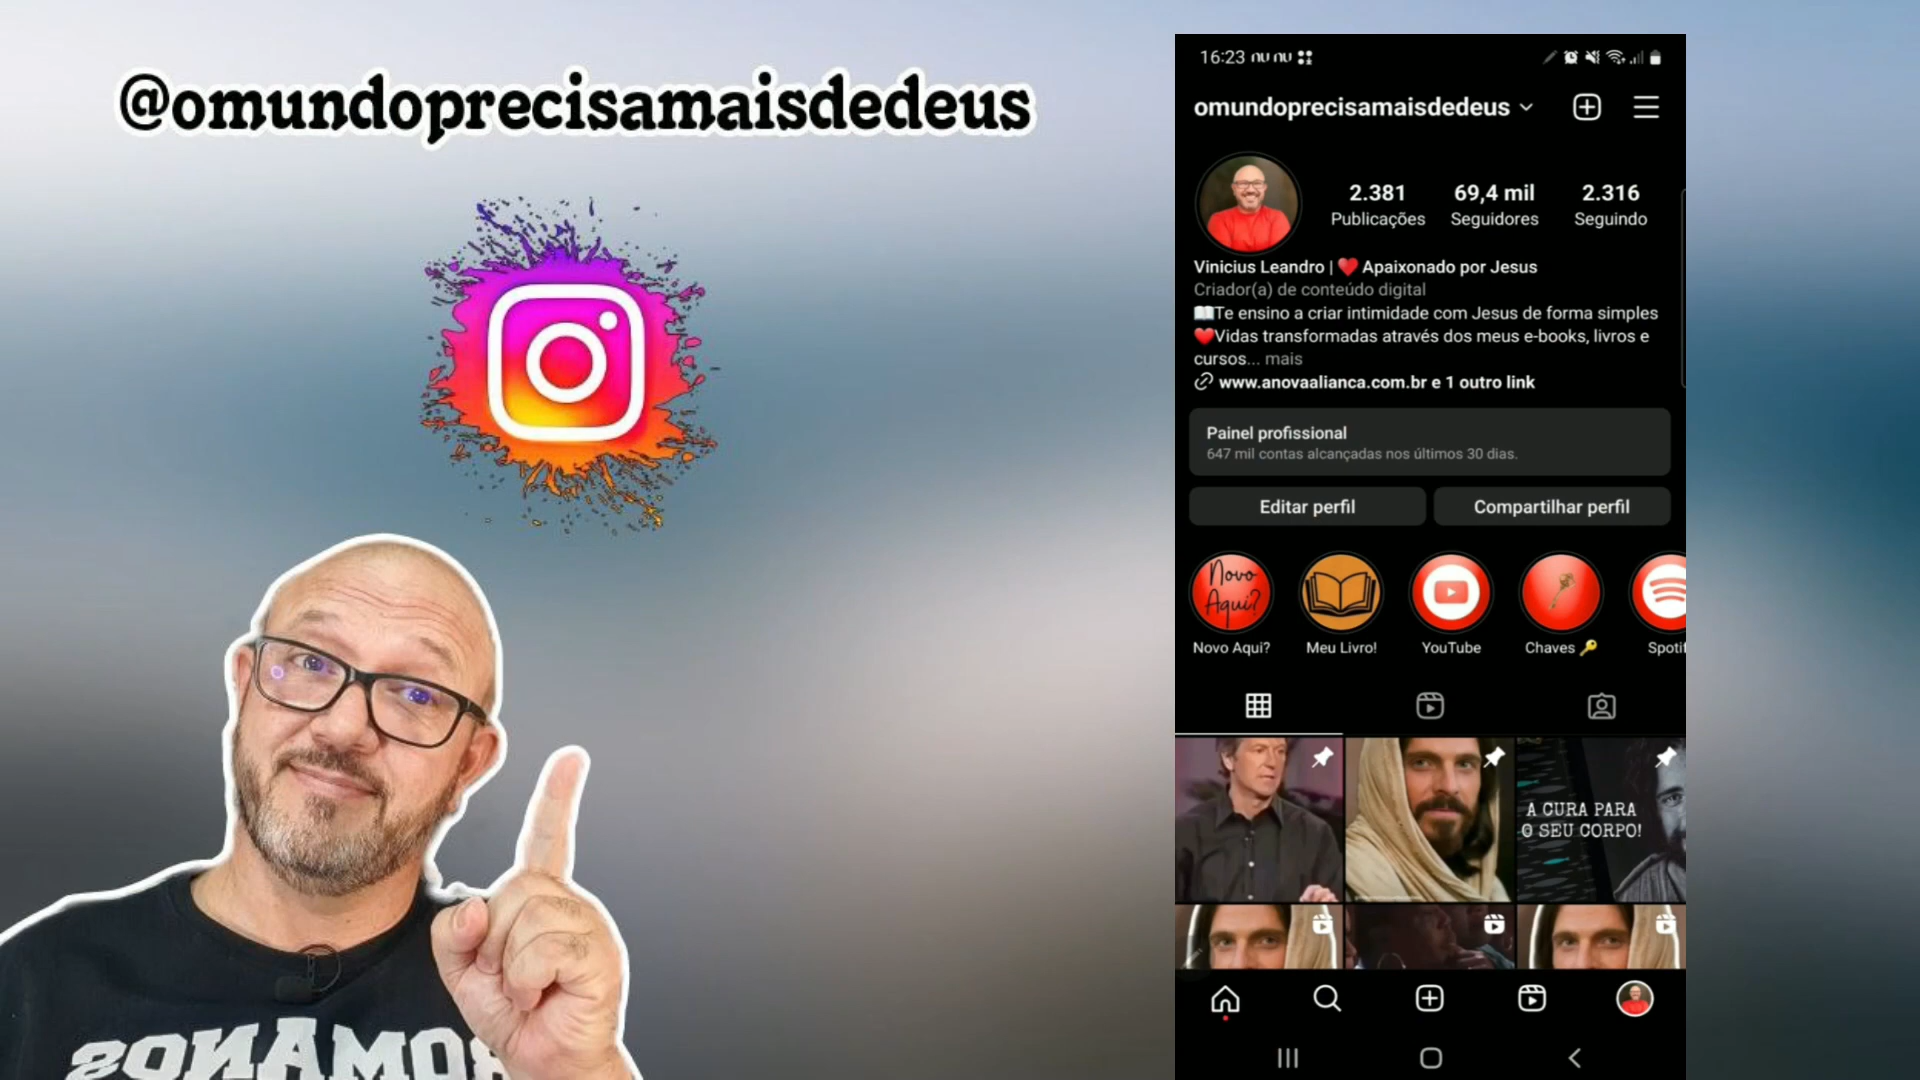 @omundoprecisamaisdedeus
16:23
omundoprecisamaisdedeus
2.381 69,4 mil 2.316
Publicações Seguidores Seguindo
Vinicius Leandro | ❤️ Apaixonado por Jesus
Criador(a) de conteúdo digital
📖Te ensino a criar intimidade com Jesus de forma simples
❤️Vidas transformadas através dos meus e-books, livros e
cursos... mais
www.anovaalianca.com.br e 1 outro link
Painel profissional
647 mil contas alcançadas nos últimos 30 dias.
Editar perfil Compartilhar perfil
Novo
Aqui?
Novo Aqui? Meu Livro! YouTube Chaves 🔑 Spotif
A CURA PARA
O SEU CORPO!
ROMANOS